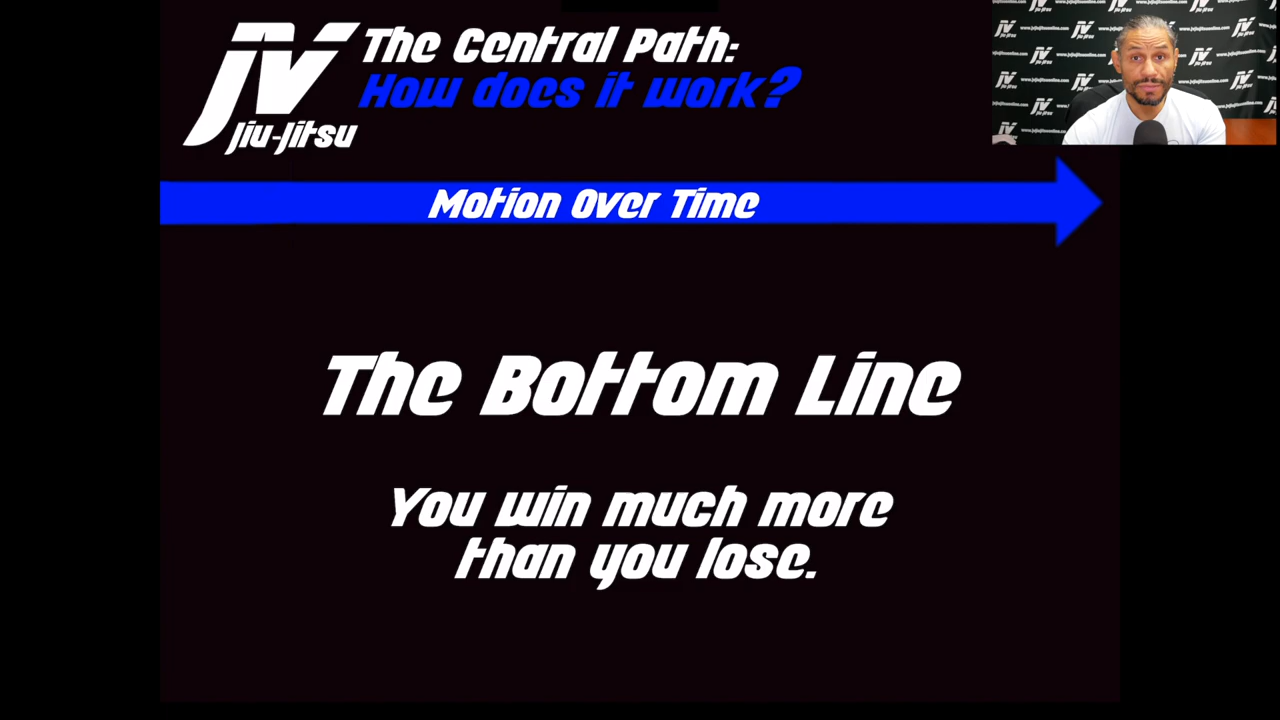 JV
Jiu-Jitsu
The Central Path:
How does it work?
Motion Over Time
The Bottom Line
You win much more
than you lose.